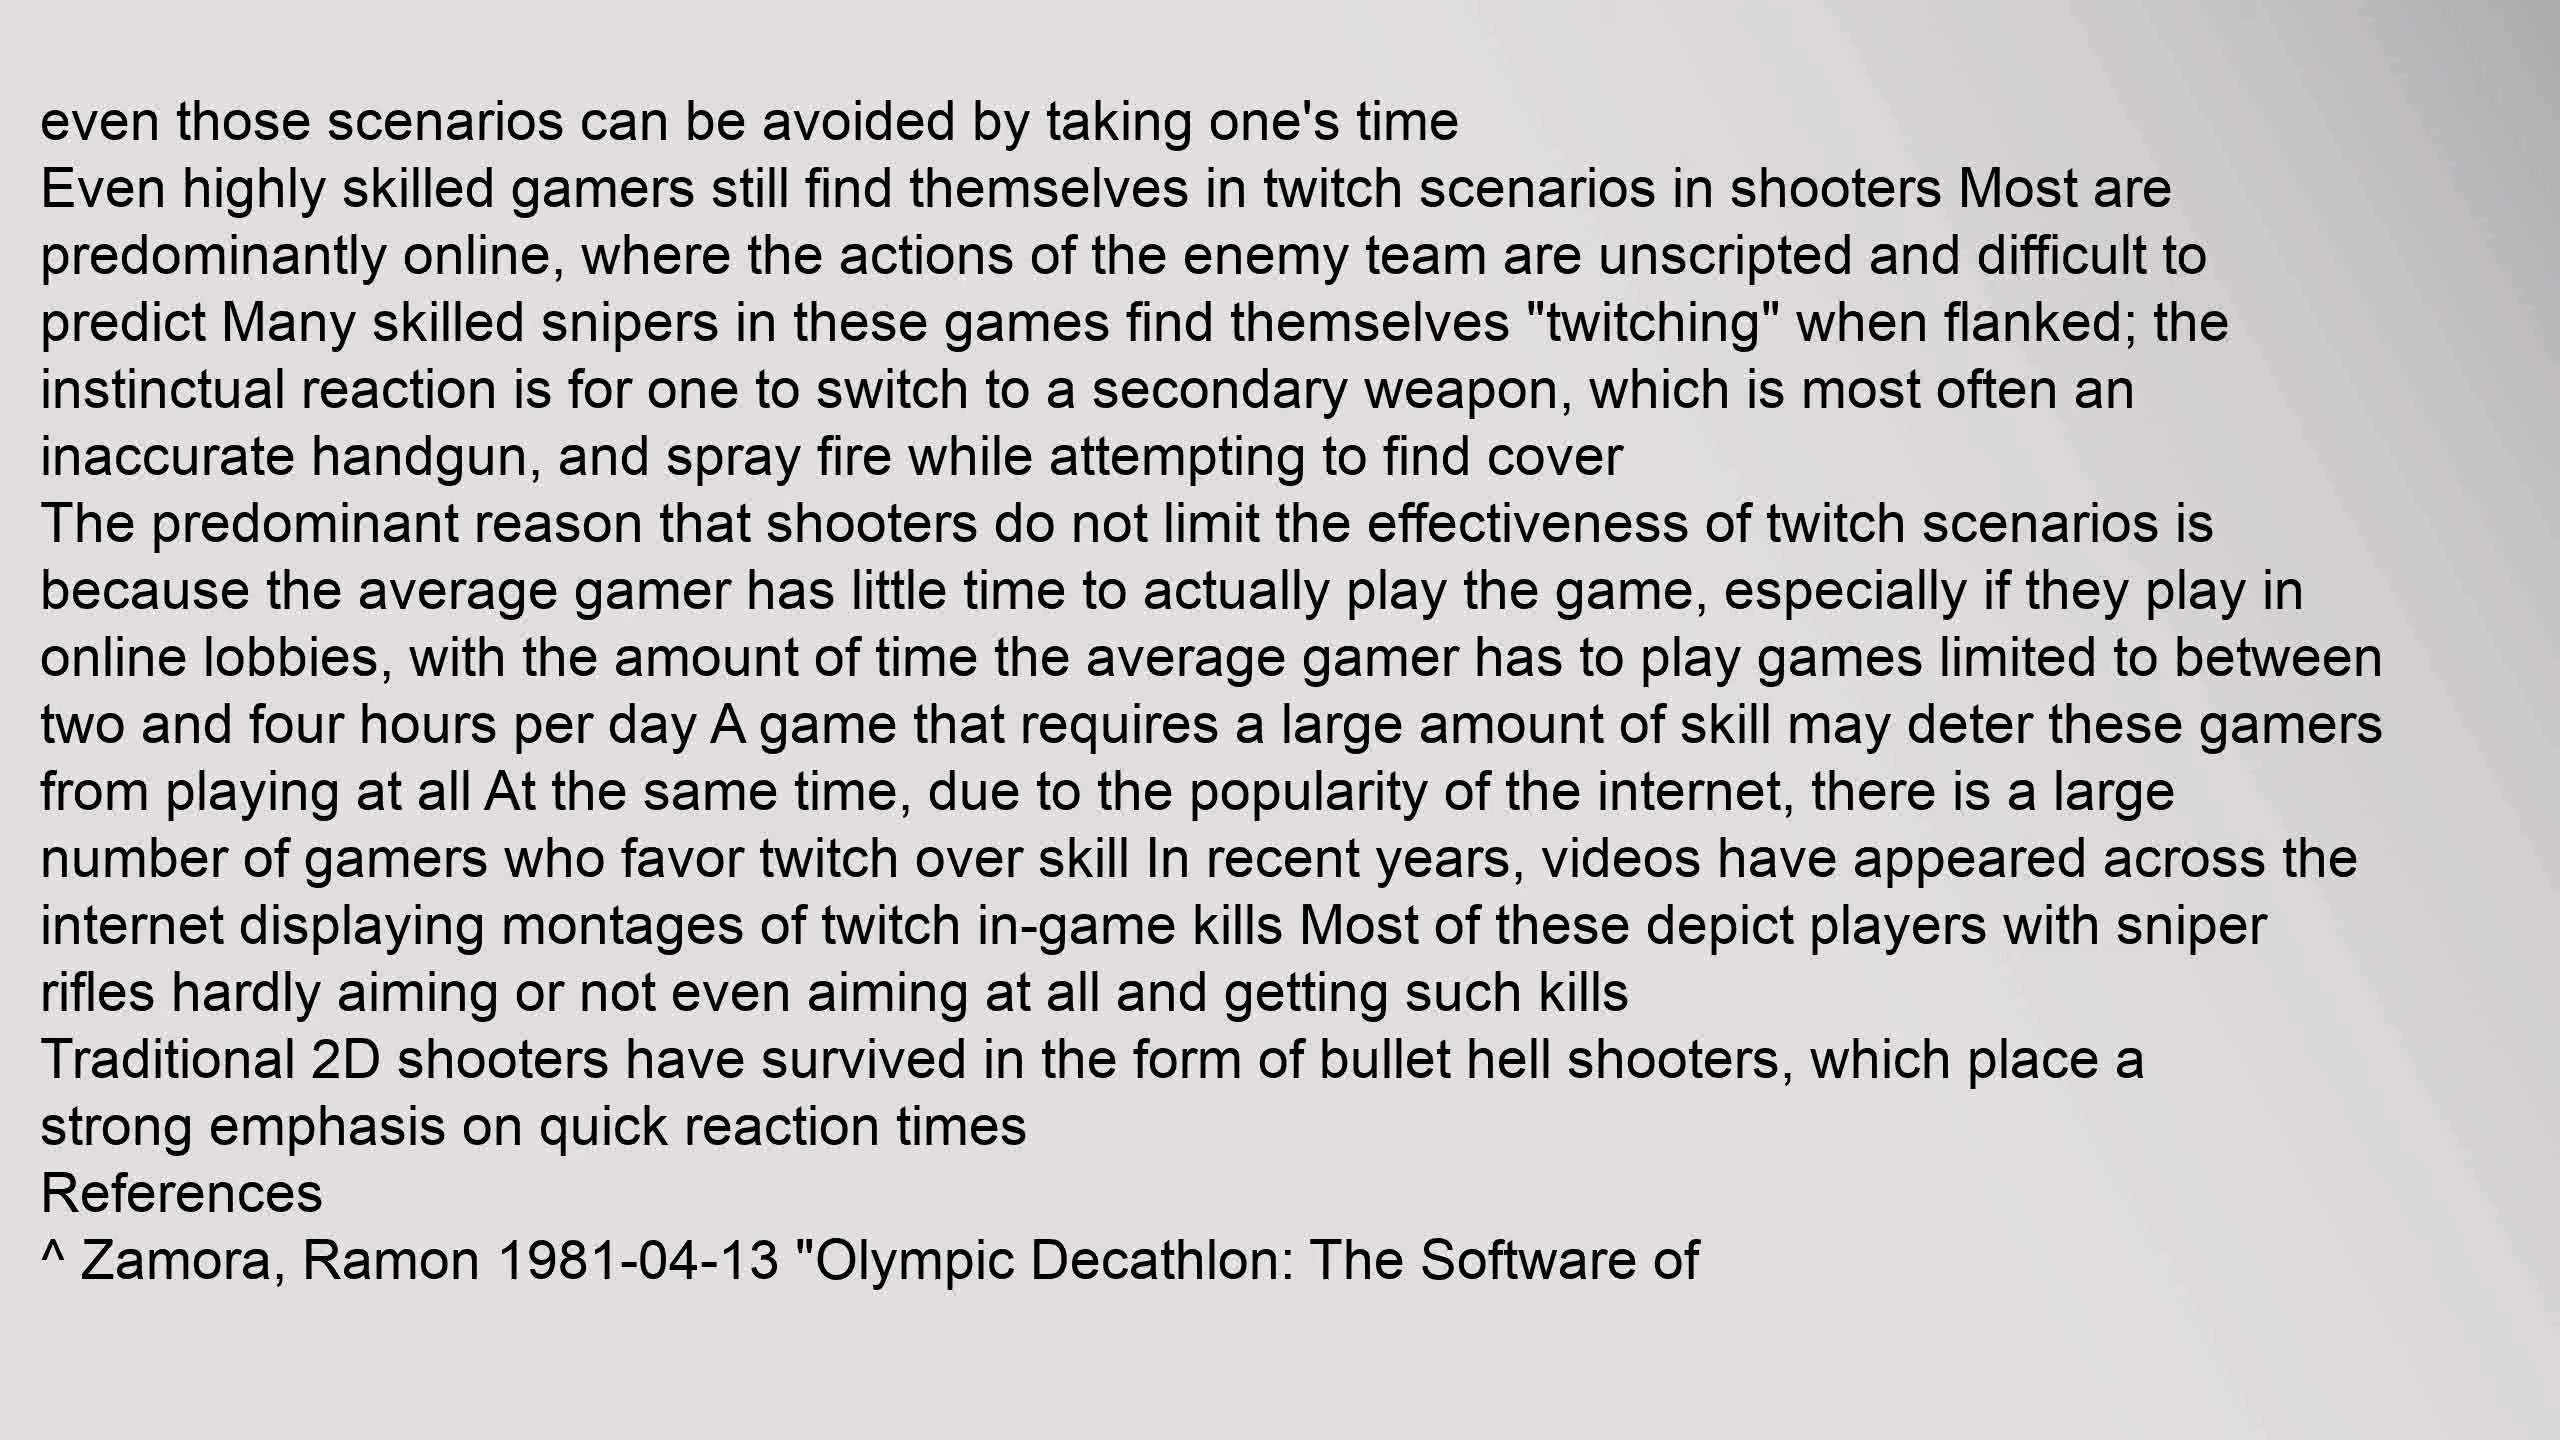 even those scenarios can be avoided by taking one's time
Even highly skilled gamers still find themselves in twitch scenarios in shooters Most are
predominantly online, where the actions of the enemy team are unscripted and difficult to
predict Many skilled snipers in these games find themselves "twitching" when flanked; the
instinctual reaction is for one to switch to a secondary weapon, which is most often an
inaccurate handgun, and spray fire while attempting to find cover
The predominant reason that shooters do not limit the effectiveness of twitch scenarios is
because the average gamer has little time to actually play the game, especially if they play in
online lobbies, with the amount of time the average gamer has to play games limited to between
two and four hours per day A game that requires a large amount of skill may deter these gamers
from playing at all At the same time, due to the popularity of the internet, there is a large
number of gamers who favor twitch over skill In recent years, videos have appeared across the
internet displaying montages of twitch in-game kills Most of these depict players with sniper
rifles hardly aiming or not even aiming at all and getting such kills
Traditional 2D shooters have survived in the form of bullet hell shooters, which place a
strong emphasis on quick reaction times
References
^ Zamora, Ramon 1981-04-13 "Olympic Decathlon: The Software of